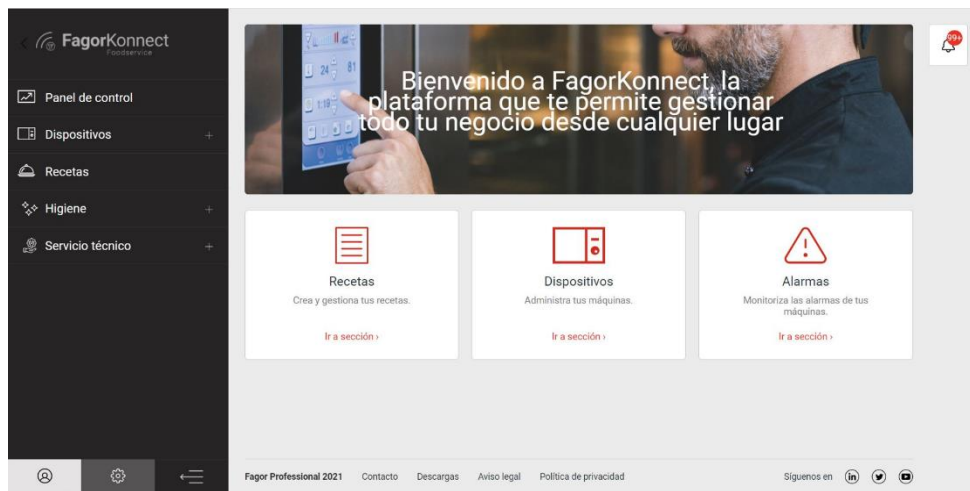 FagorKonnect
Foodservice
Panel de control
Dispositivos +
Recetas
Higiene +
Servicio técnico +
Bienvenido a FagorKonnect, la
plataforma que te permite gestionar
todo tu negocio desde cualquier lugar
99+
Recetas
Crea y gestiona tus recetas.
Ir a sección ›
Dispositivos
Administra tus máquinas.
Ir a sección ›
Alarmas
Monitoriza las alarmas de tus
máquinas.
Ir a sección ›
Fagor Professional 2021 Contacto Descargas Aviso legal Política de privacidad Síguenos en in